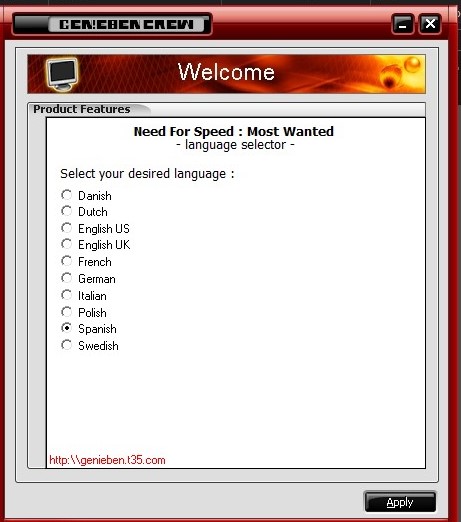 GENIEBEN CREW
Welcome
Product Features
Need For Speed : Most Wanted
- language selector -
Select your desired language :
Danish
Dutch
English US
English UK
French
German
Italian
Polish
Spanish
Swedish
http:\\genieben.t35.com
Apply